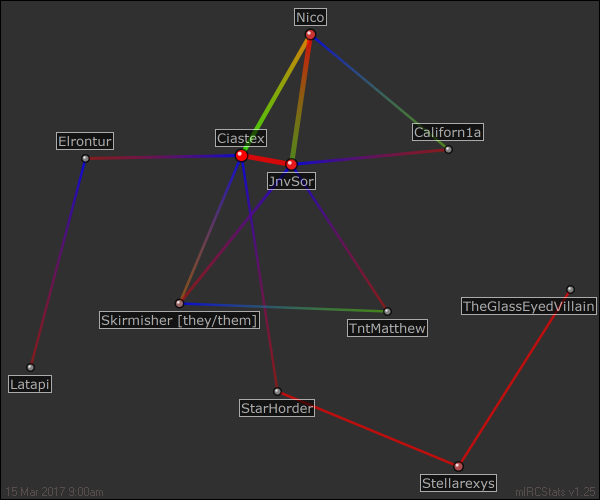 Nico
Californ1a
Elrontur
Ciastex
JnvSor
TheGlassEyedVillain
Skirmisher [they/them]
TntMatthew
Latapi
StarHorder
Stellarexys
15 Mar 2017 9:00am
mIRCStats v1.25